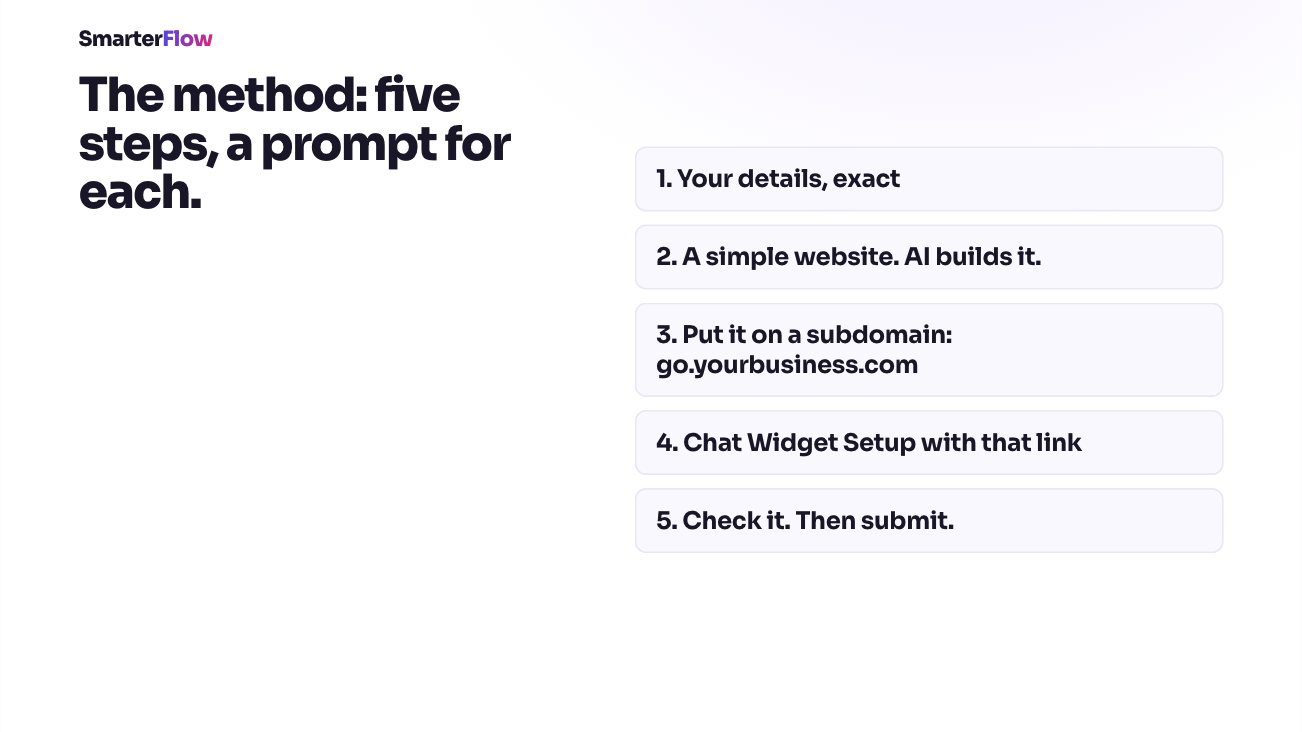 SmarterFlow
The method: five
steps, a prompt for
each.
1. Your details, exact
2. A simple website. AI builds it.
3. Put it on a subdomain:
go.yourbusiness.com
4. Chat Widget Setup with that link
5. Check it. Then submit.